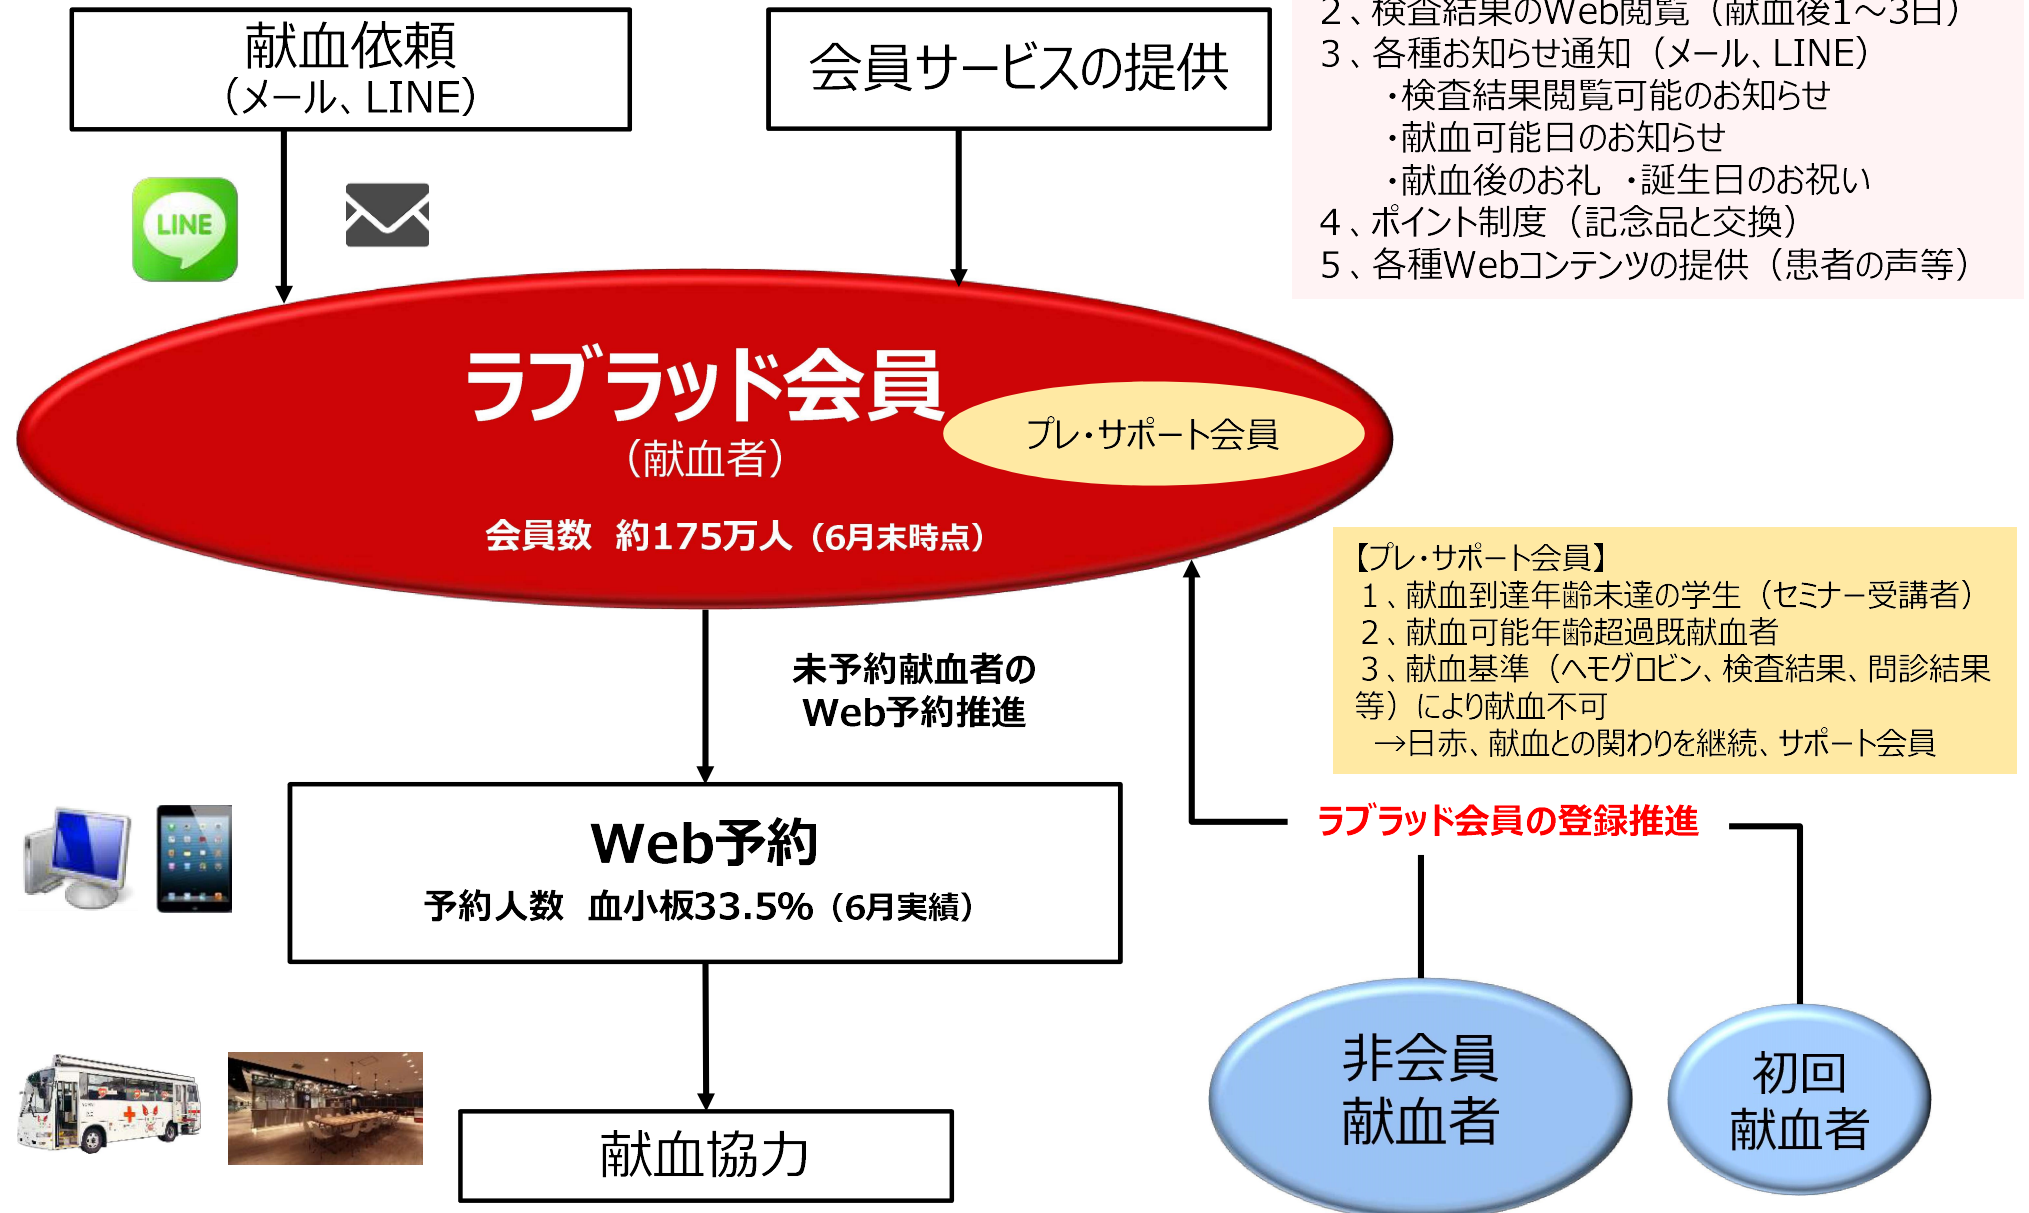 献血依頼
（メール、LINE）
会員サービスの提供
２、検査結果のWeb閲覧（献血後1～3日）
３、各種お知らせ通知（メール、LINE）
・検査結果閲覧可能のお知らせ
・献血可能日のお知らせ
・献血後のお礼　・誕生日のお祝い
４、ポイント制度（記念品と交換）
５、各種Webコンテンツの提供（患者の声等）
LINE
ラブラッド会員
（献血者）
プレ・サポート会員
会員数　約175万人（6月末時点）
【プレ・サポート会員】
１、献血到達年齢未達の学生（セミナー受講者）
２、献血可能年齢超過既献血者
３、献血基準（ヘモグロビン、検査結果、問診結果
等）により献血不可
→日赤、献血との関わりを継続、サポート会員
未予約献血者の
Web予約推進
ラブラッド会員の登録推進
Web予約
予約人数　血小板33.5%（6月実績）
非会員
献血者
初回
献血者
献血協力